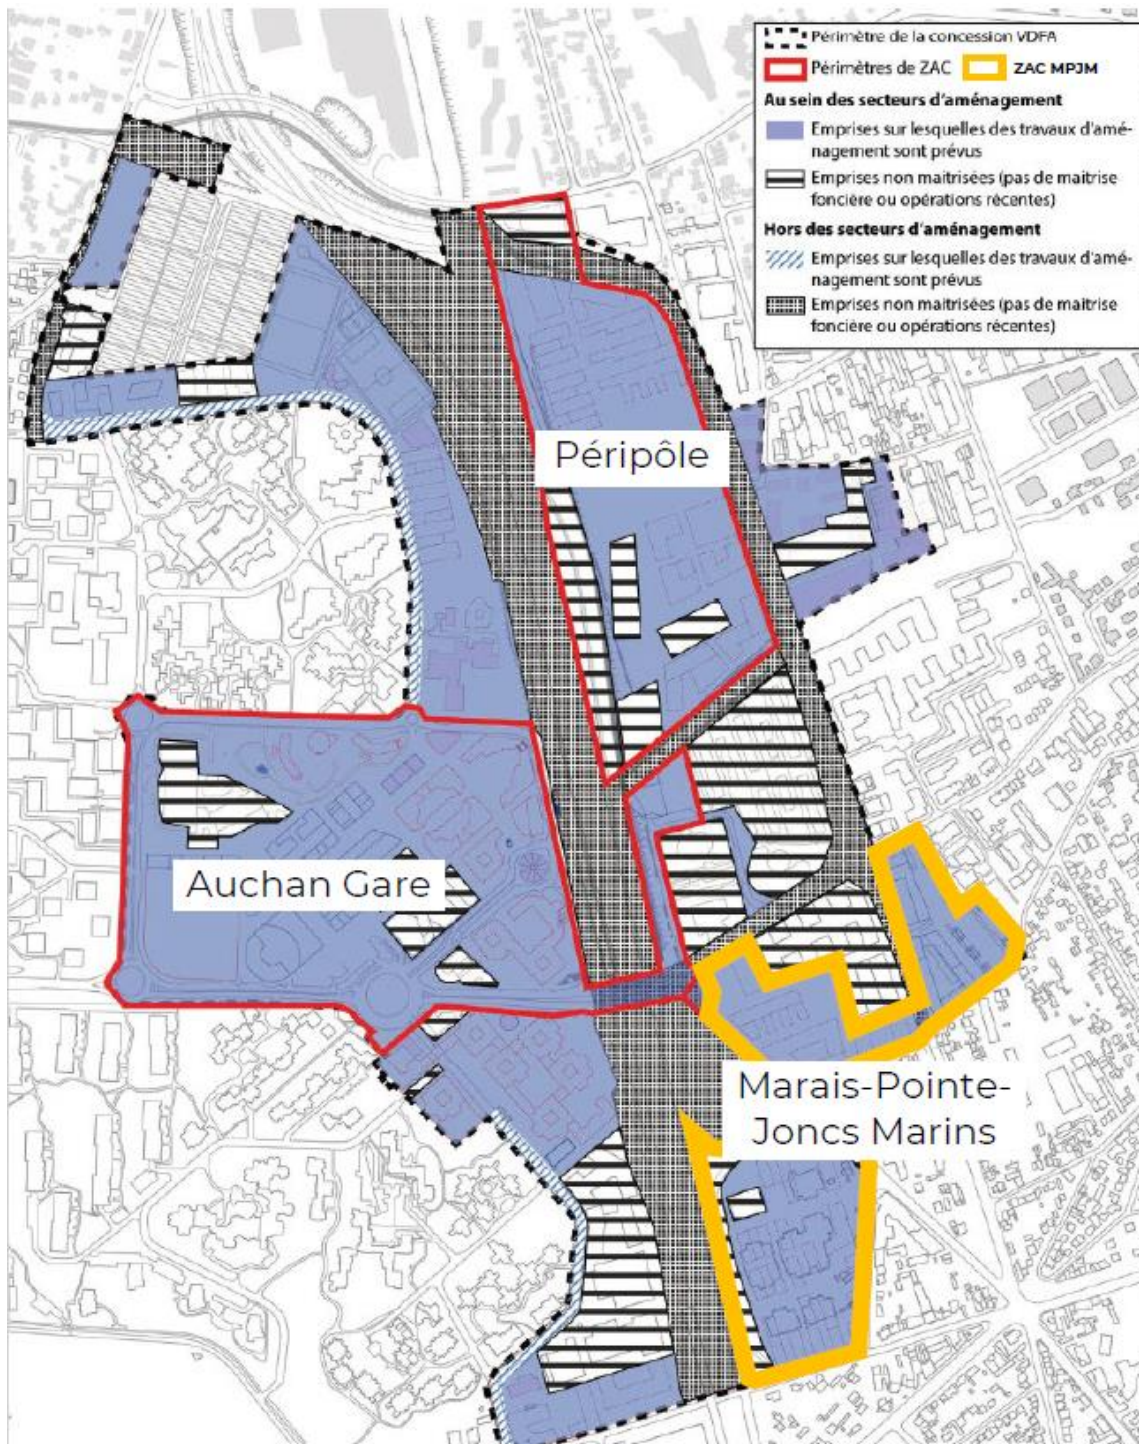 Périmètre de la concession VDFA
Périmètres de ZAC
ZAC MPJM
Au sein des secteurs d'aménagement
Emprises sur lesquelles des travaux d'amé-
nagement sont prévus
Emprises non maitrisées (pas de maitrise
foncière ou opérations récentes)
Hors des secteurs d'aménagement
Emprises sur lesquelles des travaux d'amé-
nagement sont prévus
Emprises non maitrisées (pas de maitrise
foncière ou opérations récentes)
Péripôle
Auchan Gare
Marais-Pointe-
Joncs Marins